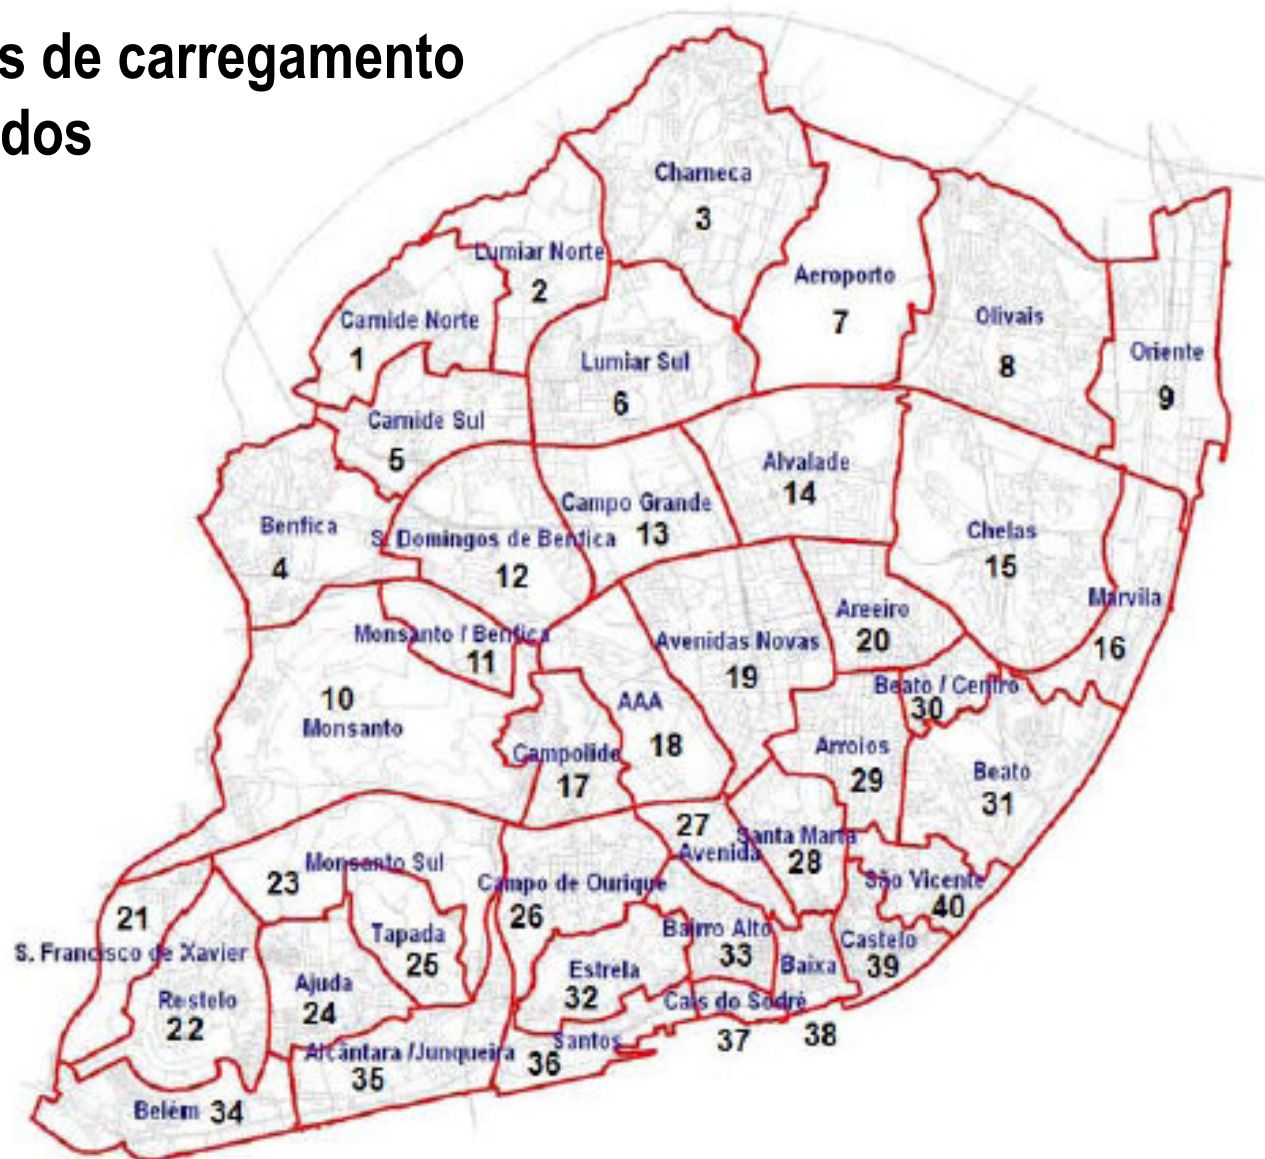 s de carregamento
dos
Charneca
3
Lumiar Norte
2
Aeroporto
7
Carnide Norte
1
Olivais
8
Oriente
9
Lumiar Sul
6
Carnide Sul
5
Alvalade
14
Campo Grande
13
Benfica
4
S. Domingos de Benfica
12
Chelas
15
Marvila
16
Areeiro
20
Monsanto / Benfica
11
Avenidas Novas
19
10
Monsanto
AAA
18
Beato / Centro
30
Campolide
17
Arroios
29
Beato
31
27
Avenida
Santa Marta
28
Monsanto Sul
23
Campo de Ourique
26
São Vicente
40
21
S. Francisco de Xavier
Tapada
25
Bairro Alto
33
Castelo
39
Baixa
38
Restelo
22
Ajuda
24
Estrela
32
Cais do Sodré
37
Santos
36
Alcântara /Junqueira
35
Belém 34